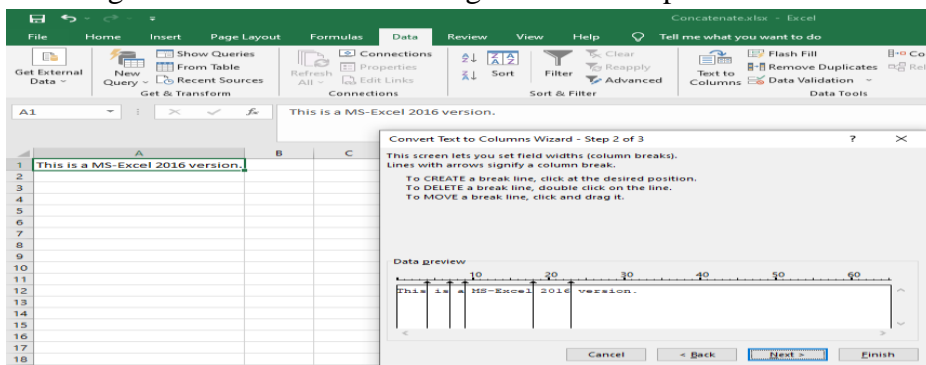 Concatenate.xlsx - Excel
File Home Insert Page Layout Formulas Data Review View Help Tell me what you want to do
Get External Data
New Query
Show Queries
From Table
Recent Sources
Get & Transform
Refresh All
Connections
Properties
Edit Links
Connections
Sort
Filter
Clear
Reapply
Advanced
Sort & Filter
Text to Columns
Flash Fill
Remove Duplicates
Data Validation
Data Tools
Co
Rel
A1 fx This is a MS-Excel 2016 version.
A B C
1 This is a MS-Excel 2016 version.
2
3
4
5
6
7
8
9
10
11
12
13
14
15
16
17
18
Convert Text to Columns Wizard - Step 2 of 3 ? ×
This screen lets you set field widths (column breaks).
Lines with arrows signify a column break.
To CREATE a break line, click at the desired position.
To DELETE a break line, double click on the line.
To MOVE a break line, click and drag it.
Data preview
10 20 30 40 50 60
This is a MS-Excel 2016 version.
Cancel < Back Next > Finish